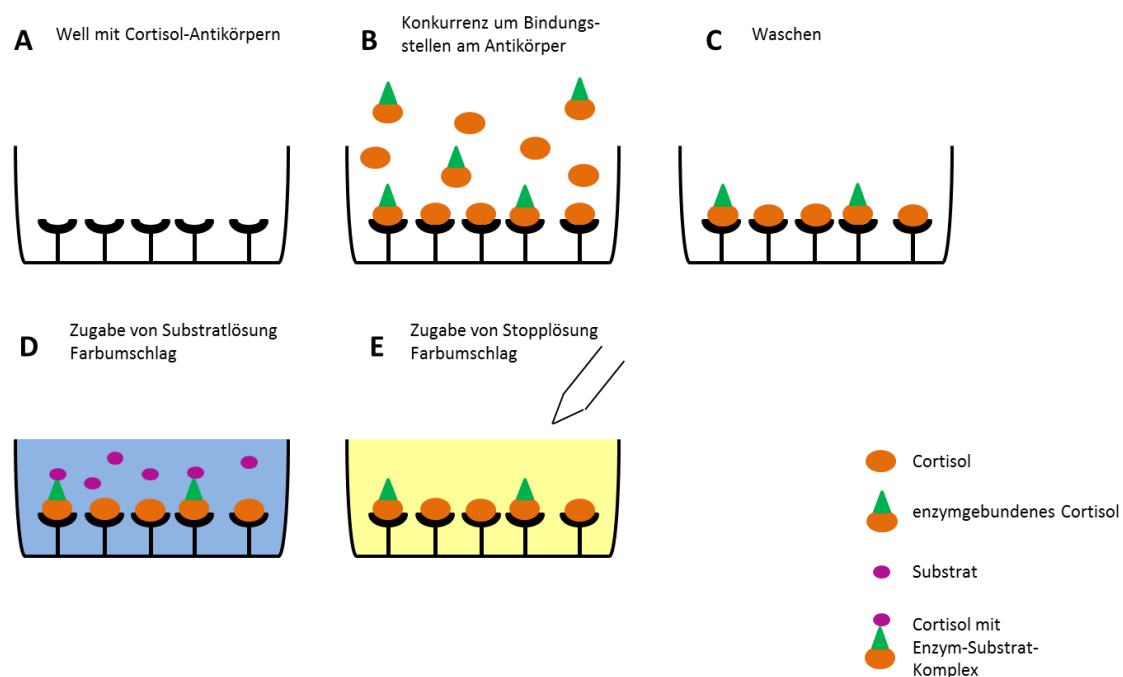 A Well mit Cortisol-Antikörpern
B Konkurrenz um Bindungs-
stellen am Antikörper
C Waschen
D Zugabe von Substratlösung
Farbumschlag
E Zugabe von Stopplösung
Farbumschlag
Cortisol
enzymgebundenes Cortisol
Substrat
Cortisol mit
Enzym-Substrat-
Komplex